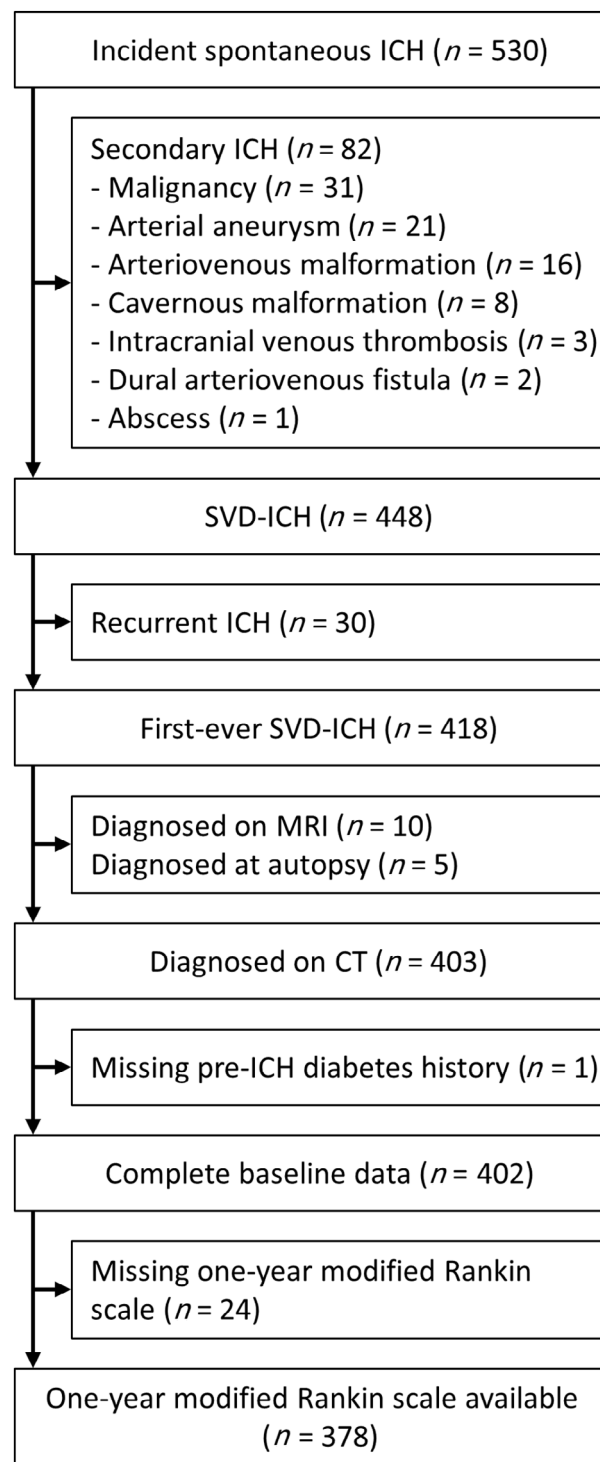 Incident spontaneous ICH (n = 530)
Secondary ICH (n = 82)
- Malignancy (n = 31)
- Arterial aneurysm (n = 21)
- Arteriovenous malformation (n = 16)
- Cavernous malformation (n = 8)
- Intracranial venous thrombosis (n = 3)
- Dural arteriovenous fistula (n = 2)
- Abscess (n = 1)
SVD-ICH (n = 448)
Recurrent ICH (n = 30)
First-ever SVD-ICH (n = 418)
Diagnosed on MRI (n = 10)
Diagnosed at autopsy (n = 5)
Diagnosed on CT (n = 403)
Missing pre-ICH diabetes history (n = 1)
Complete baseline data (n = 402)
Missing one-year modified Rankin
scale (n = 24)
One-year modified Rankin scale available
(n = 378)